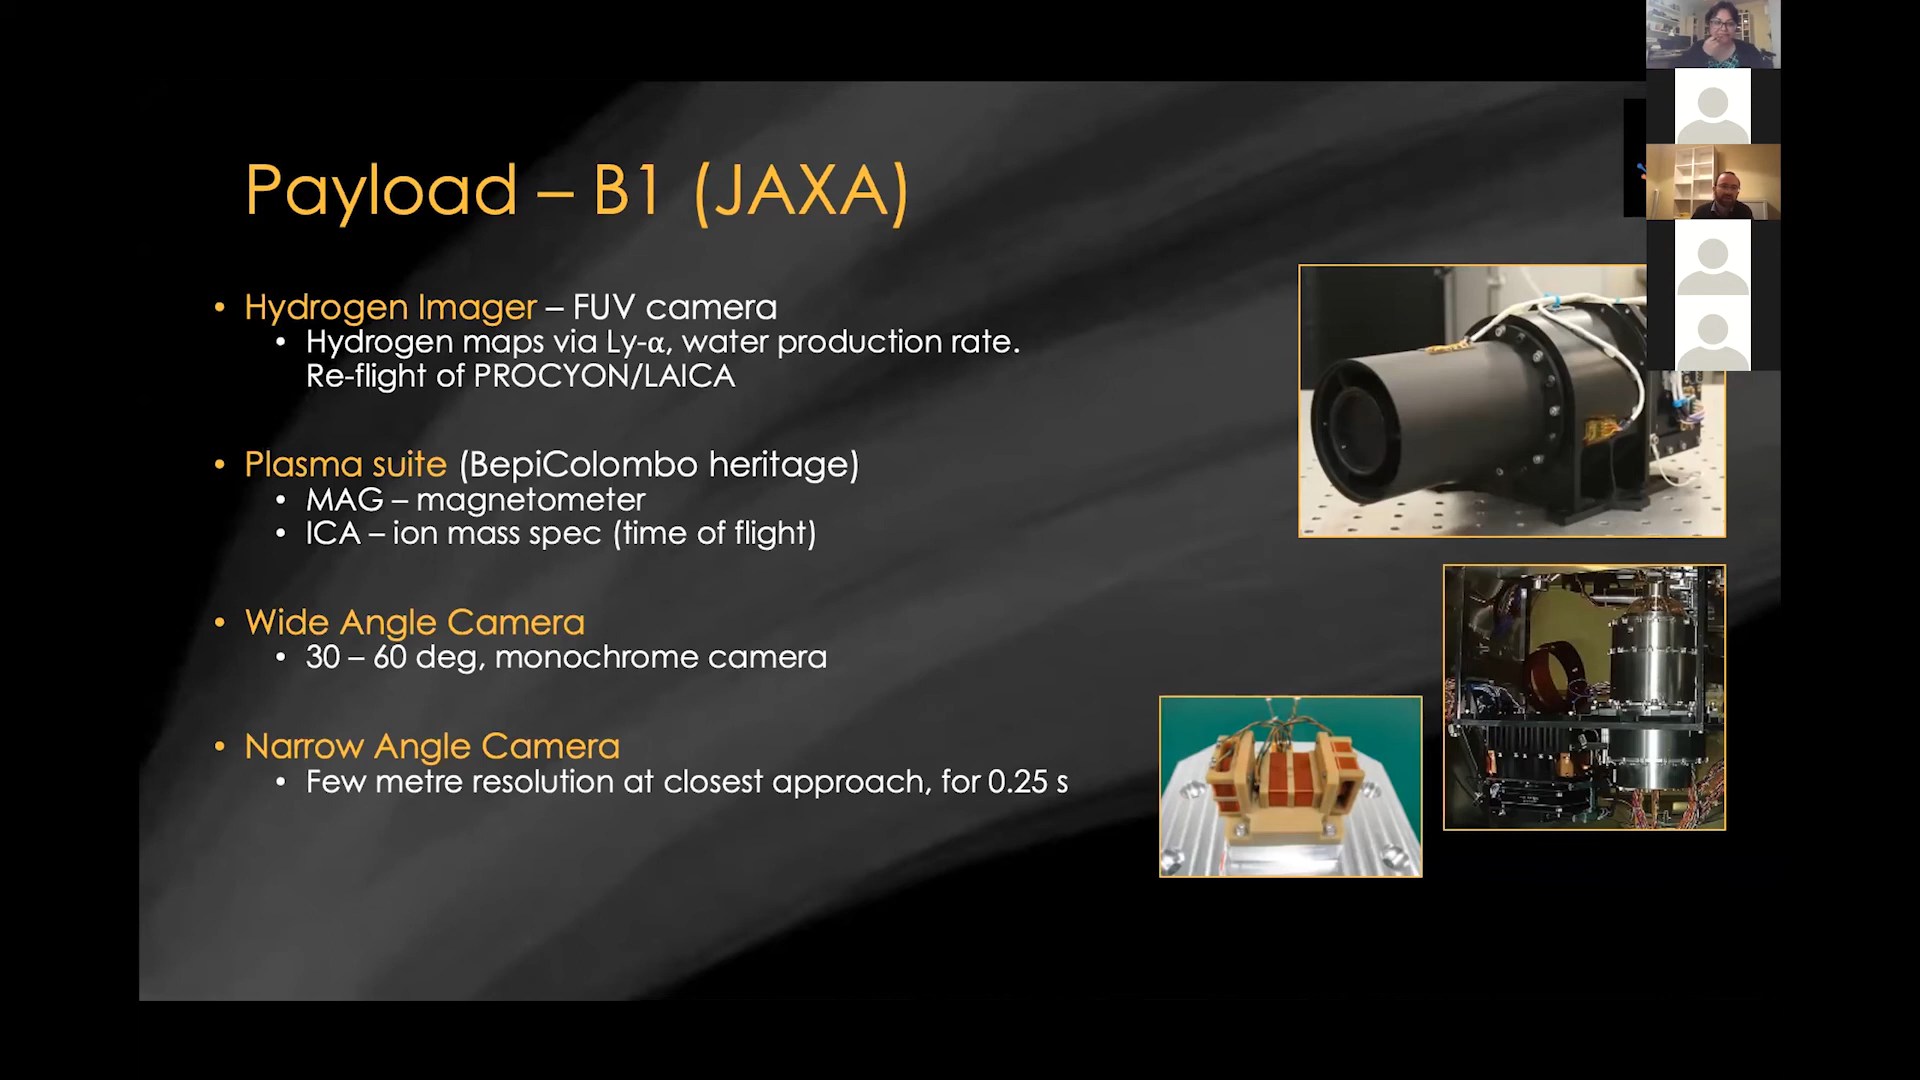 Payload – B1 (JAXA)
• Hydrogen Imager – FUV camera
• Hydrogen maps via Ly-α, water production rate.
Re-flight of PROCYON/LAICA
• Plasma suite (BepiColombo heritage)
• MAG – magnetometer
• ICA – ion mass spec (time of flight)
• Wide Angle Camera
• 30 – 60 deg, monochrome camera
• Narrow Angle Camera
• Few metre resolution at closest approach, for 0.25 s